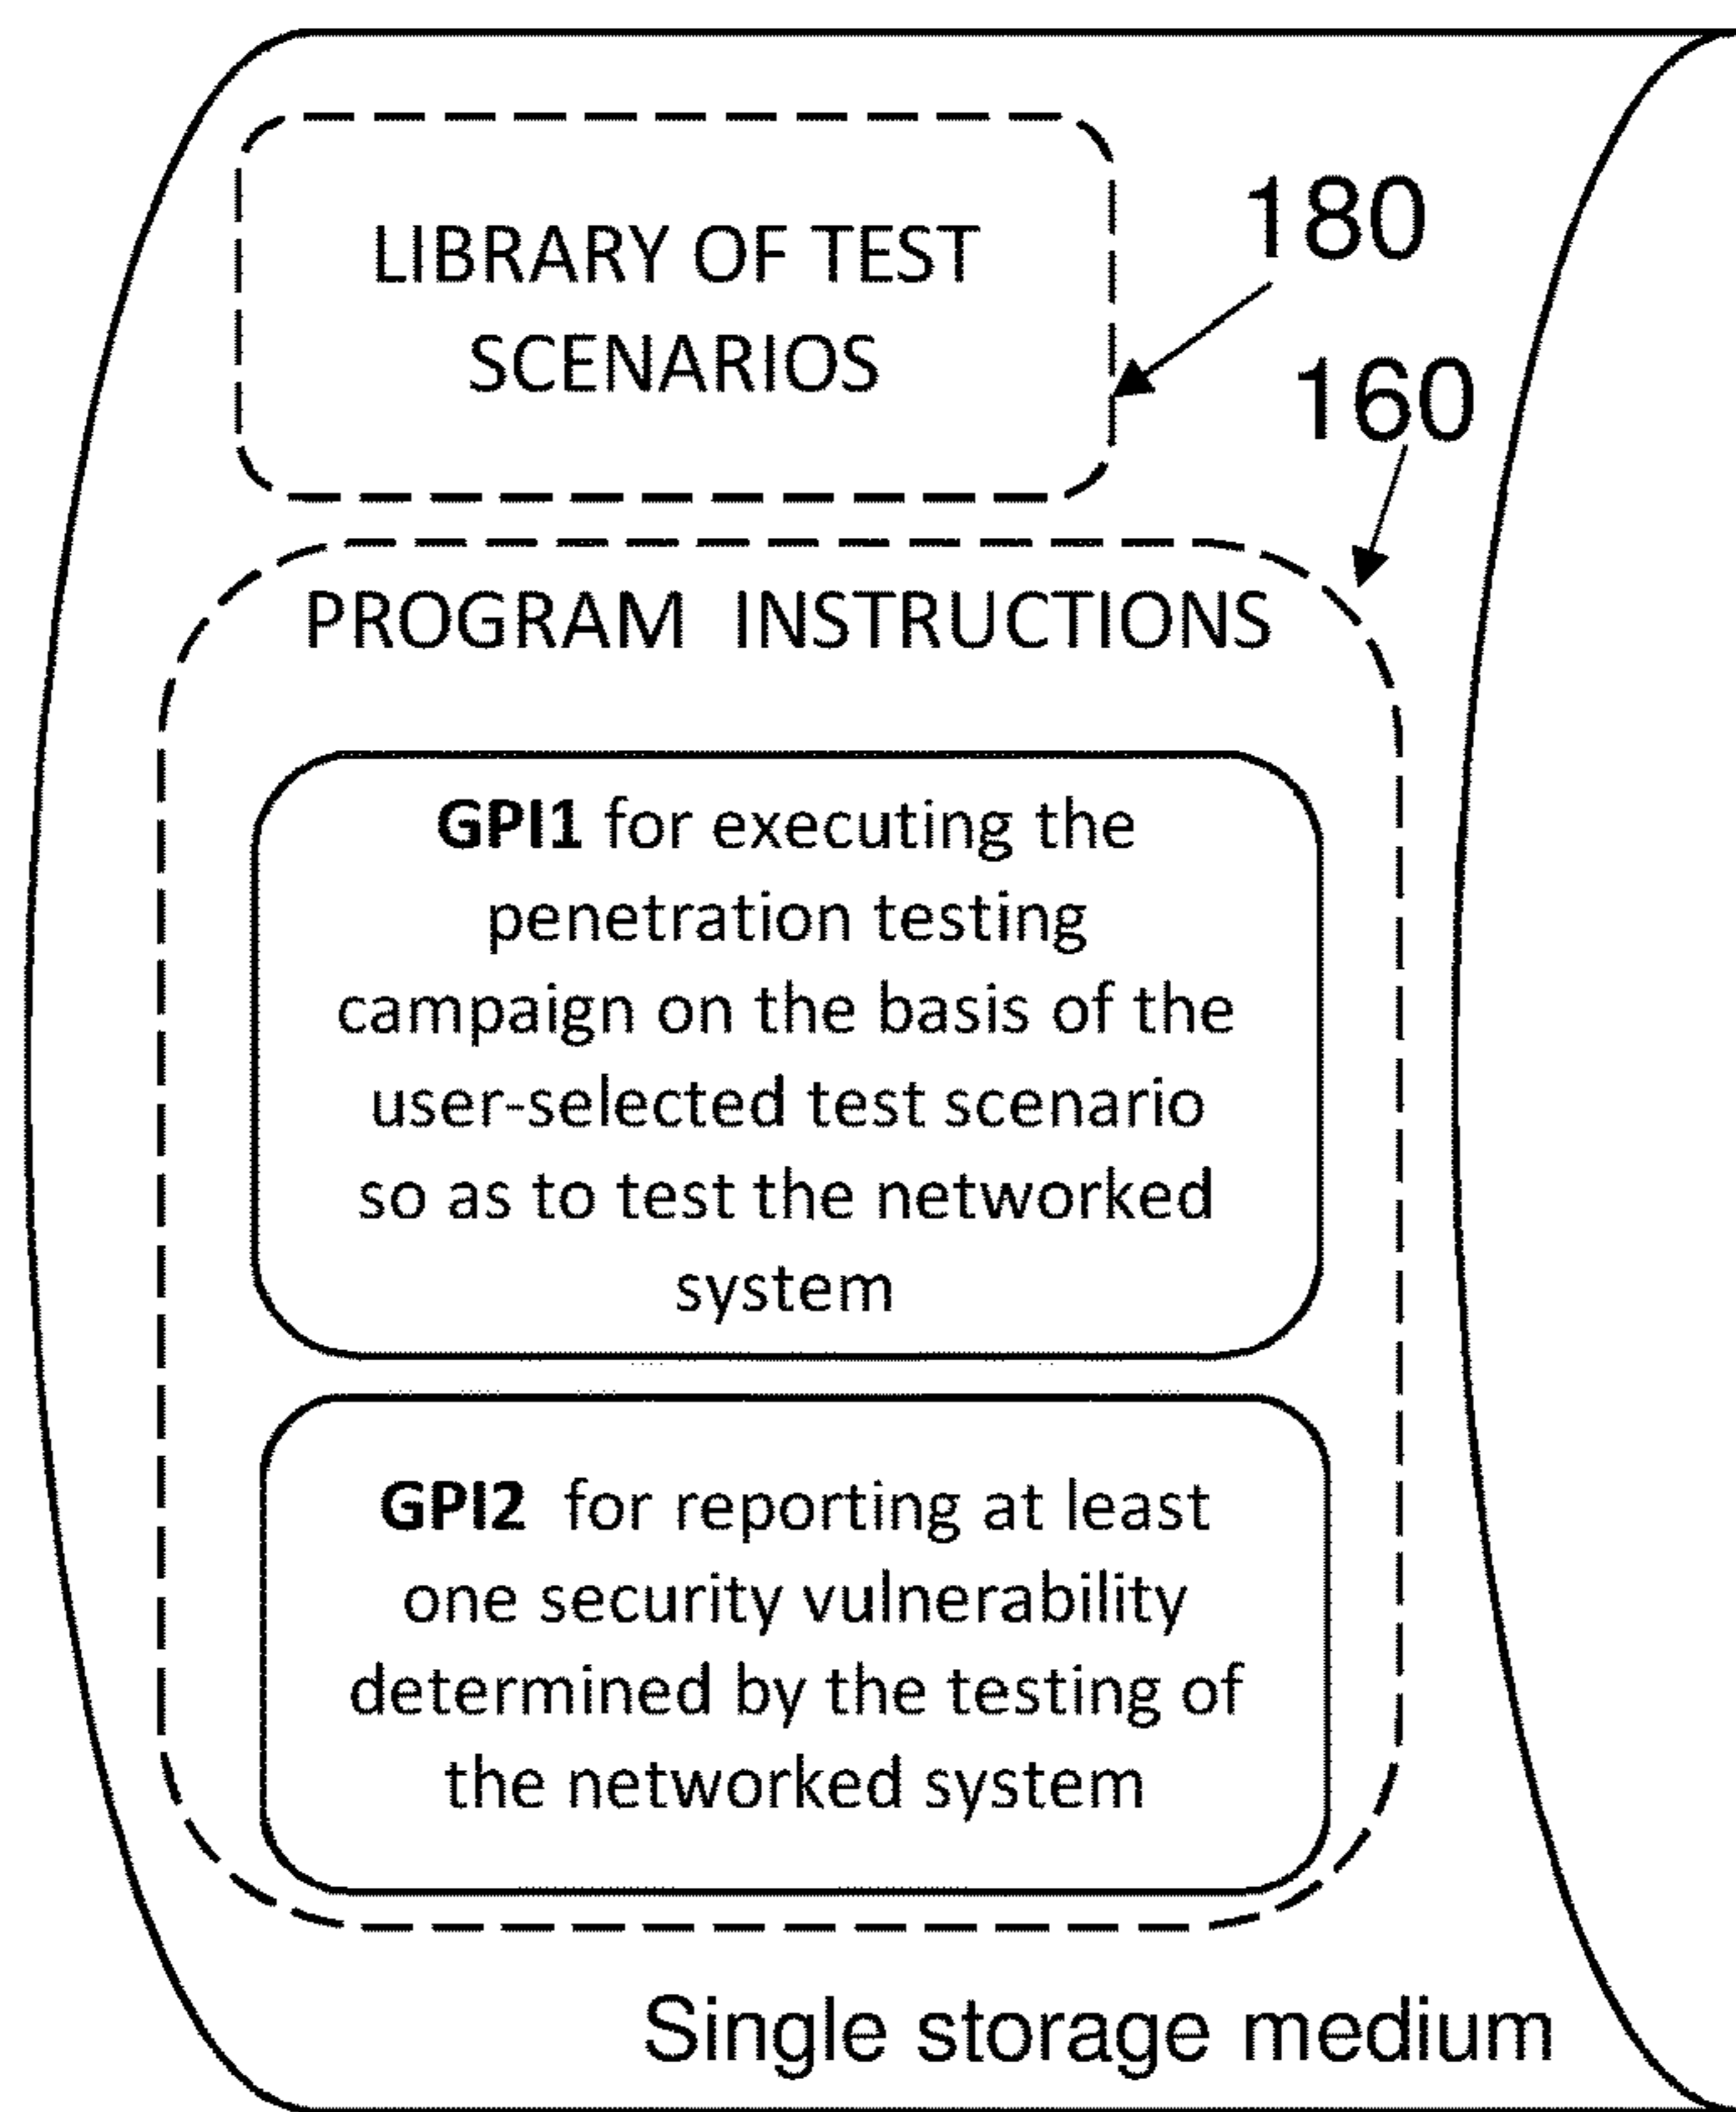 LIBRARY OF TEST
SCENARIOS
180
160
PROGRAM INSTRUCTIONS
GPI1 for executing the
penetration testing
campaign on the basis of the
user-selected test scenario
so as to test the networked
system
GPI2 for reporting at least
one security vulnerability
determined by the testing of
the networked system
Single storage medium